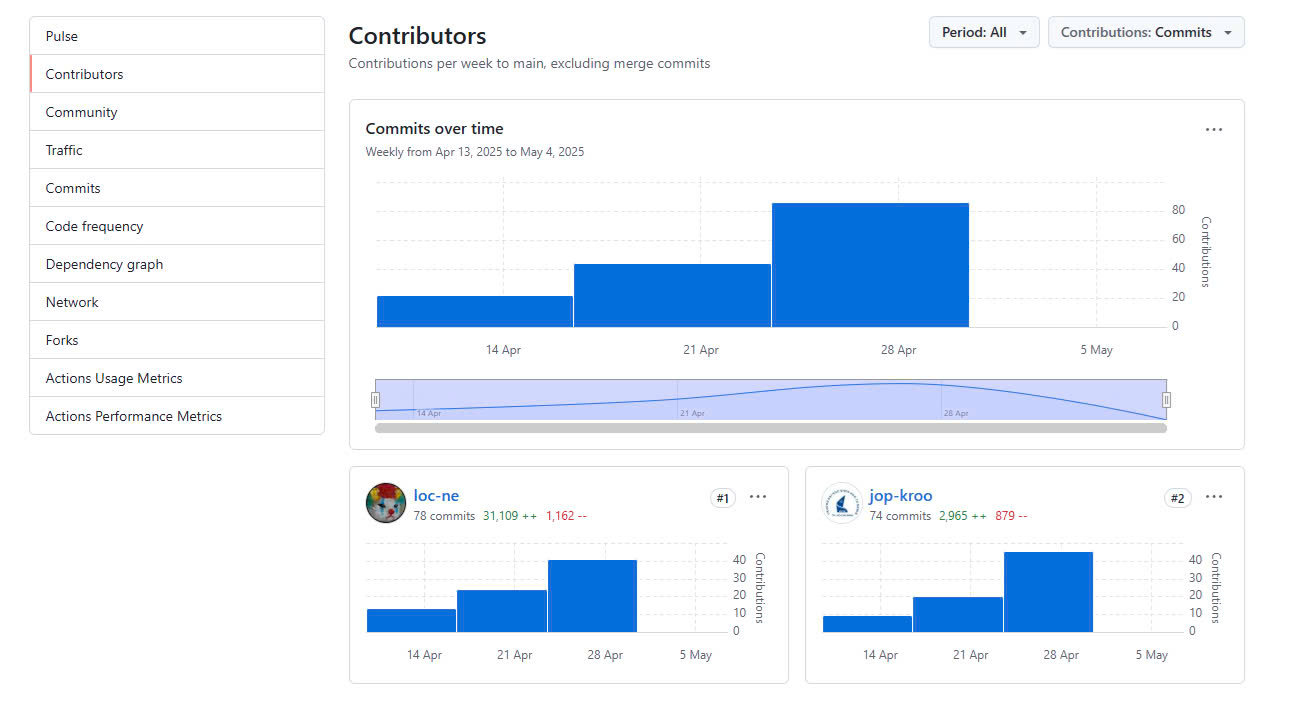 Pulse
Contributors
Community
Traffic
Commits
Code frequency
Dependency graph
Network
Forks
Actions Usage Metrics
Actions Performance Metrics
Contributors
Contributions per week to main, excluding merge commits
Period: All
Contributions: Commits
Commits over time
Weekly from Apr 13, 2025 to May 4, 2025
80
60
40
20
0
Contributions
14 Apr 21 Apr 28 Apr 5 May
14 Apr 21 Apr 28 Apr
loc-ne
#1
78 commits 31,109 ++ 1,162 --
40
30
20
10
0
Contributions
14 Apr 21 Apr 28 Apr 5 May
jop-kroo
#2
74 commits 2,965 ++ 879 --
40
30
20
10
0
Contributions
14 Apr 21 Apr 28 Apr 5 May